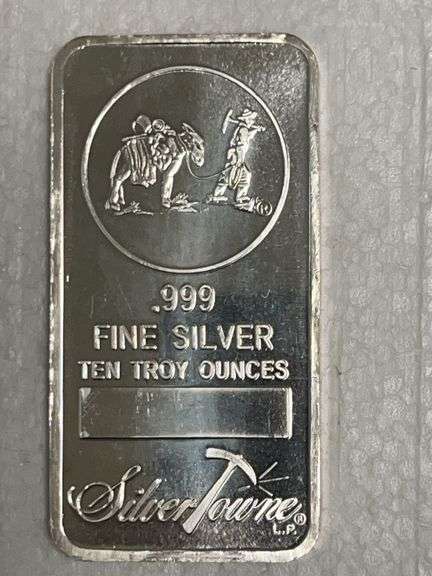 .999
FINE SILVER
TEN TROY OUNCES
SilverTowne®
L.P.